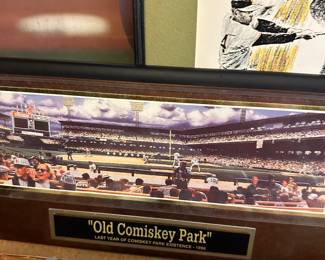 "Old Comiskey Park"
LAST YEAR OF COMISKEY PARK EXISTENCE - 1990